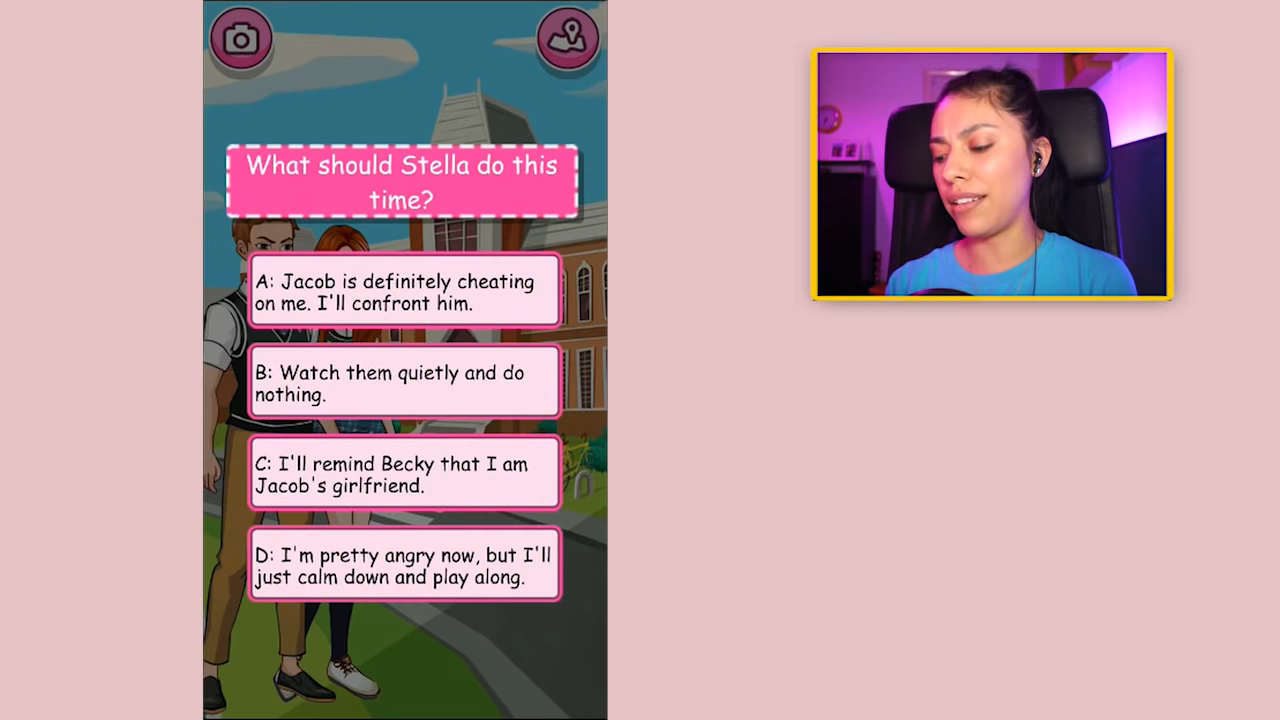 What should Stella do this
time?
A: Jacob is definitely cheating
on me. I'll confront him.
B: Watch them quietly and do
nothing.
C: I'll remind Becky that I am
Jacob's girlfriend.
D: I'm pretty angry now, but I'll
just calm down and play along.